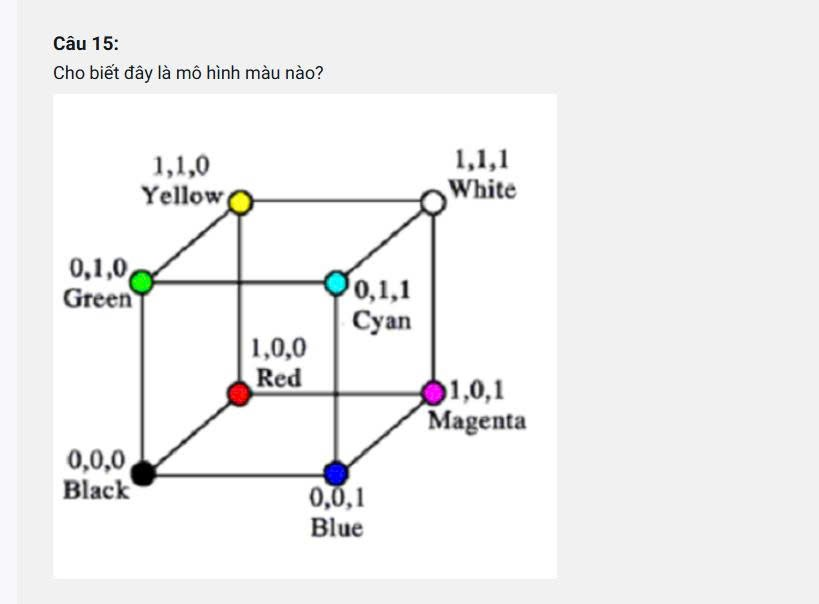 Câu 15:
Cho biết đây là mô hình màu nào?
1,1,0
Yellow
1,1,1
White
0,1,0
Green
0,1,1
Cyan
1,0,0
Red
1,0,1
Magenta
0,0,0
Black
0,0,1
Blue